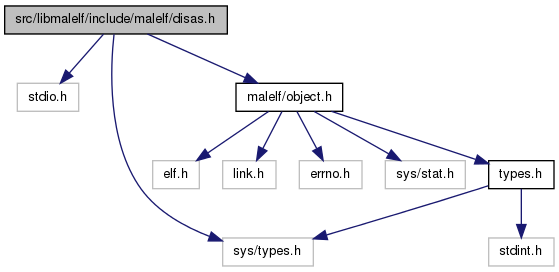 src/libmalelf/include/malelf/disas.h
stdio.h
malelf/object.h
elf.h
link.h
errno.h
sys/stat.h
types.h
sys/types.h
stdint.h